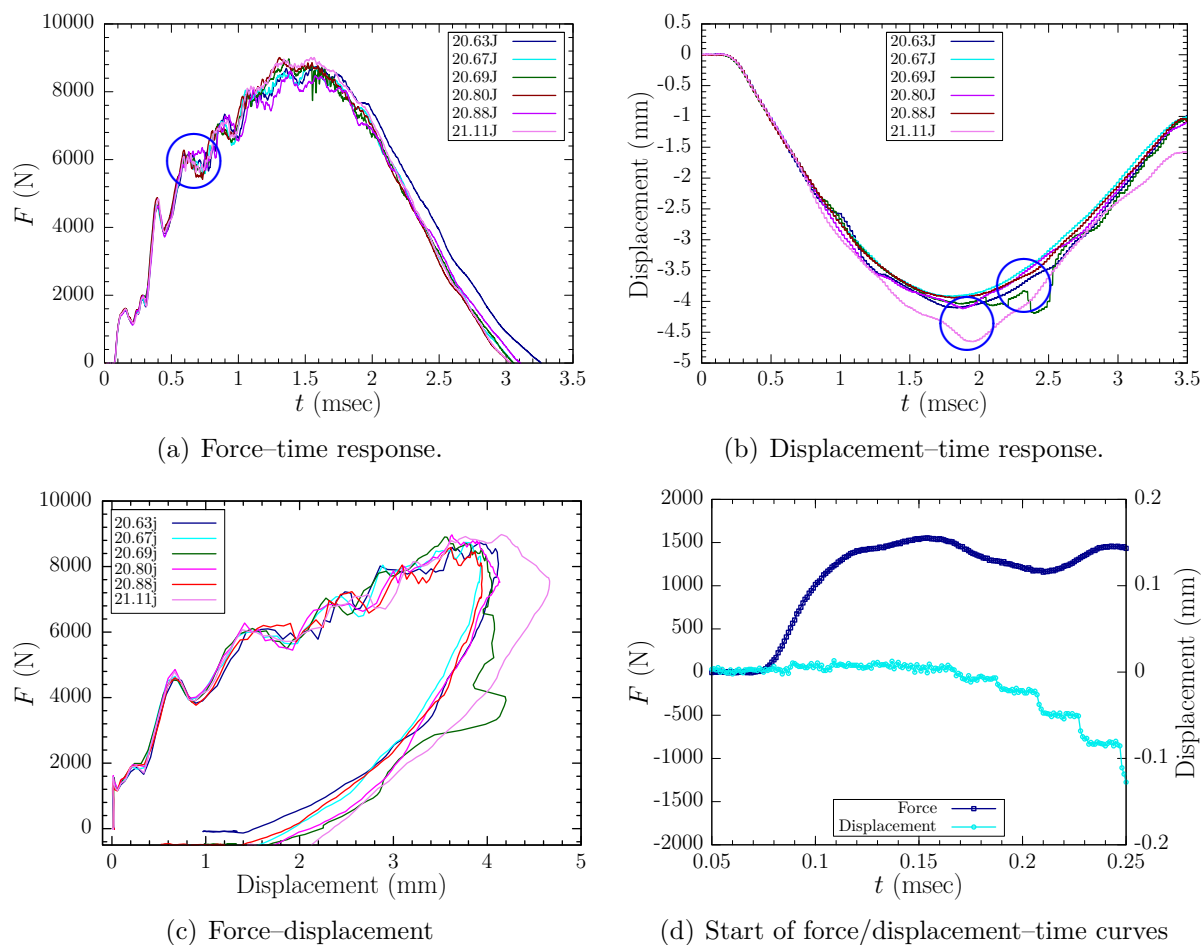 10000
8000
6000
4000
2000
0
F (N)
0 0.5 1 1.5 2 2.5 3 3.5
t (msec)
20.63J
20.67J
20.69J
20.80J
20.88J
21.11J
(a) Force–time response.
0
-0.5
-1
-1.5
-2
-2.5
-3
-3.5
-4
-4.5
-5
Displacement (mm)
0 0.5 1 1.5 2 2.5 3 3.5
t (msec)
20.63J
20.67J
20.69J
20.80J
20.88J
21.11J
(b) Displacement–time response.
10000
8000
6000
4000
2000
0
F (N)
0 1 2 3 4 5
Displacement (mm)
20.63j
20.67j
20.69j
20.80j
20.88j
21.11j
(c) Force–displacement
2000
1500
1000
500
0
-500
-1000
-1500
-2000
F (N)
0.2
0.1
0
-0.1
-0.2
Displacement (mm)
0.05 0.1 0.15 0.2 0.25
t (msec)
Force
Displacement
(d) Start of force/displacement–time curves